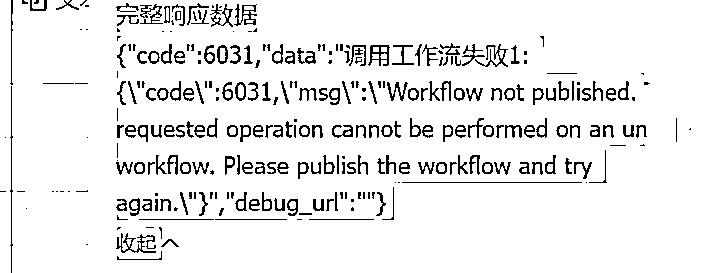 完整响应数据
{"code":6031,"data":"调用工作流失败1:
{\"code\":6031,\"msg\":\"Workflow not published.
requested operation cannot be performed on an un
workflow. Please publish the workflow and try
again.\"}","debug_url":""}
收起